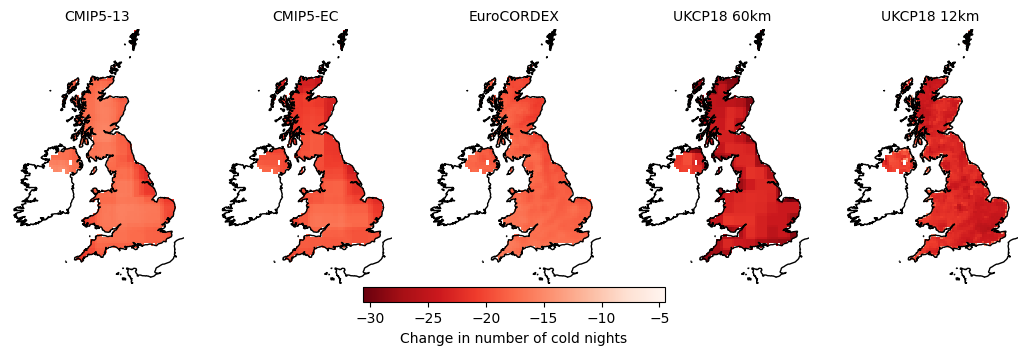 CMIP5-13 CMIP5-EC EuroCORDEX UKCP18 60km UKCP18 12km
−30 −25 −20 −15 −10 −5
Change in number of cold nights